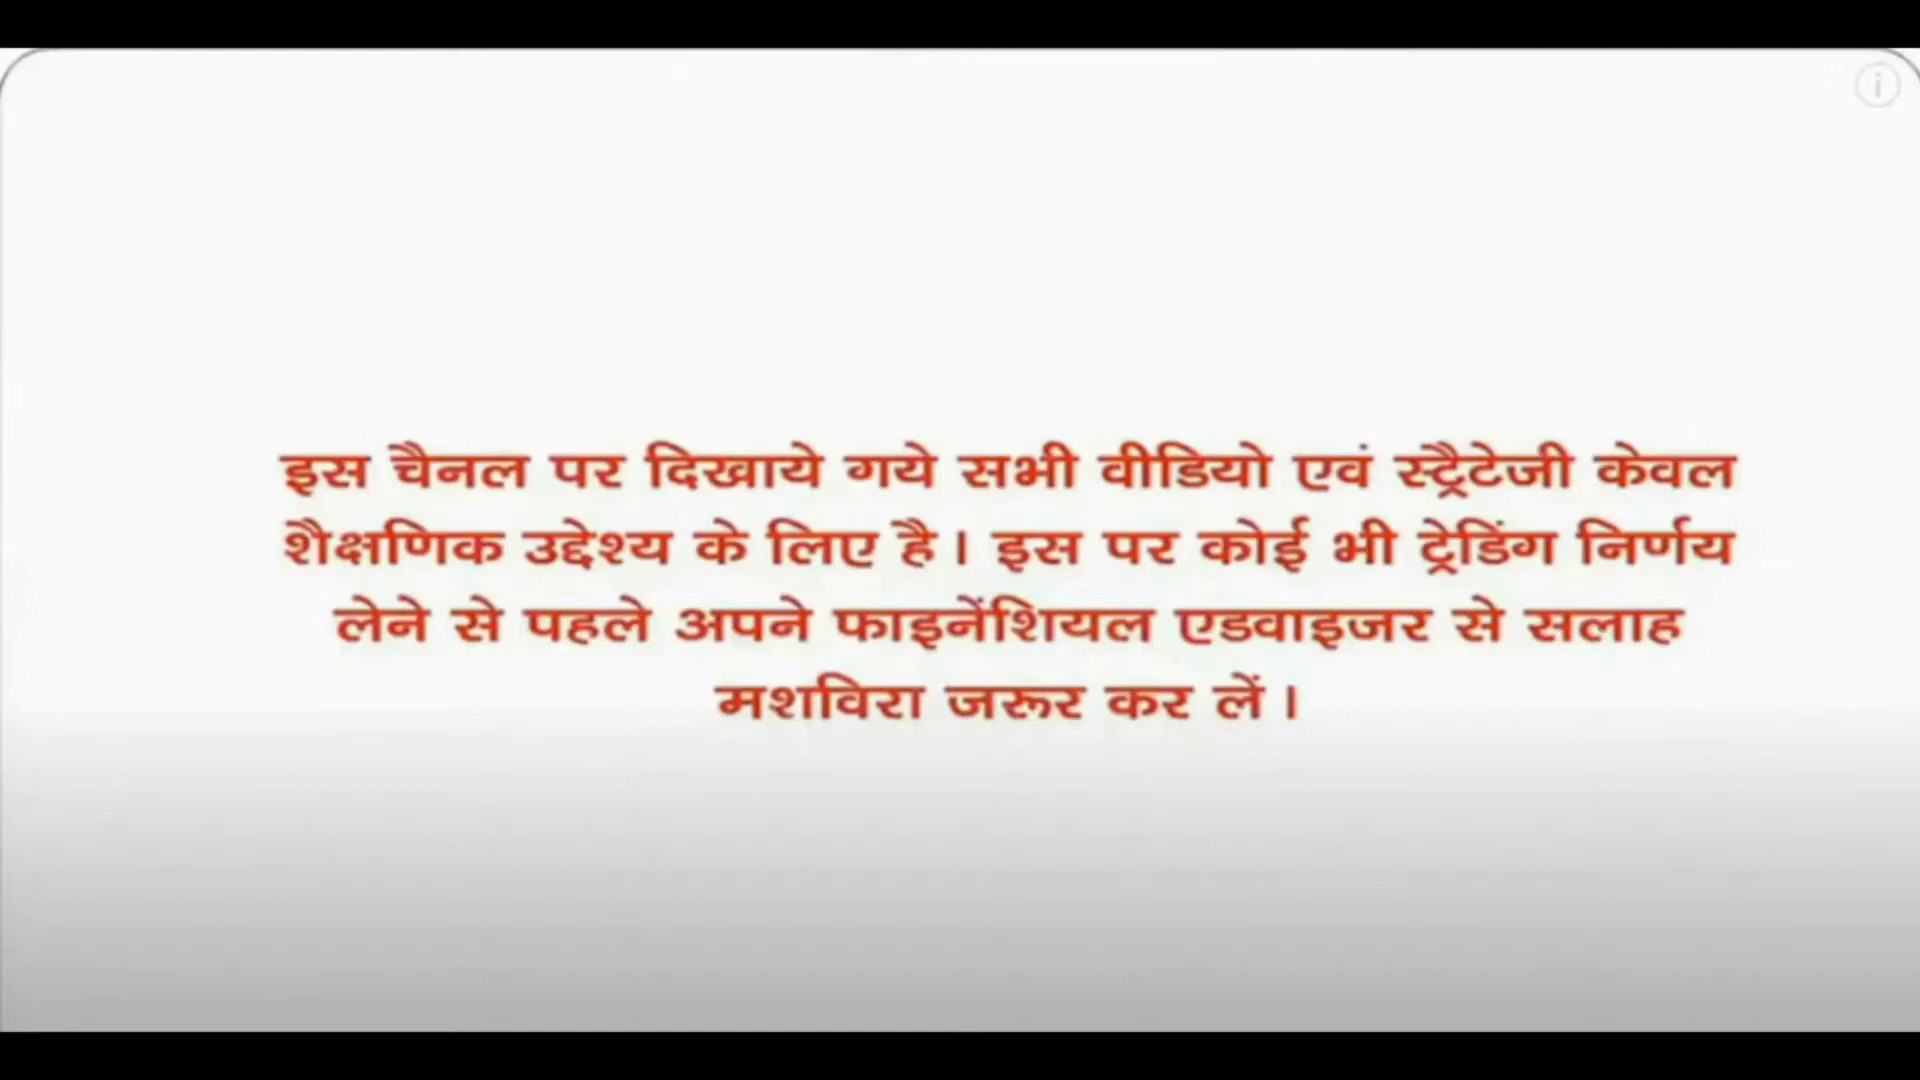 इस चैनल पर दिखाये गये सभी वीडियो एवं स्ट्रैटेजी केवल
शैक्षणिक उद्देश्य के लिए है। इस पर कोई भी ट्रेडिंग निर्णय
लेने से पहले अपने फाइनेंशियल एडवाइजर से सलाह
मशविरा जरूर कर लें।